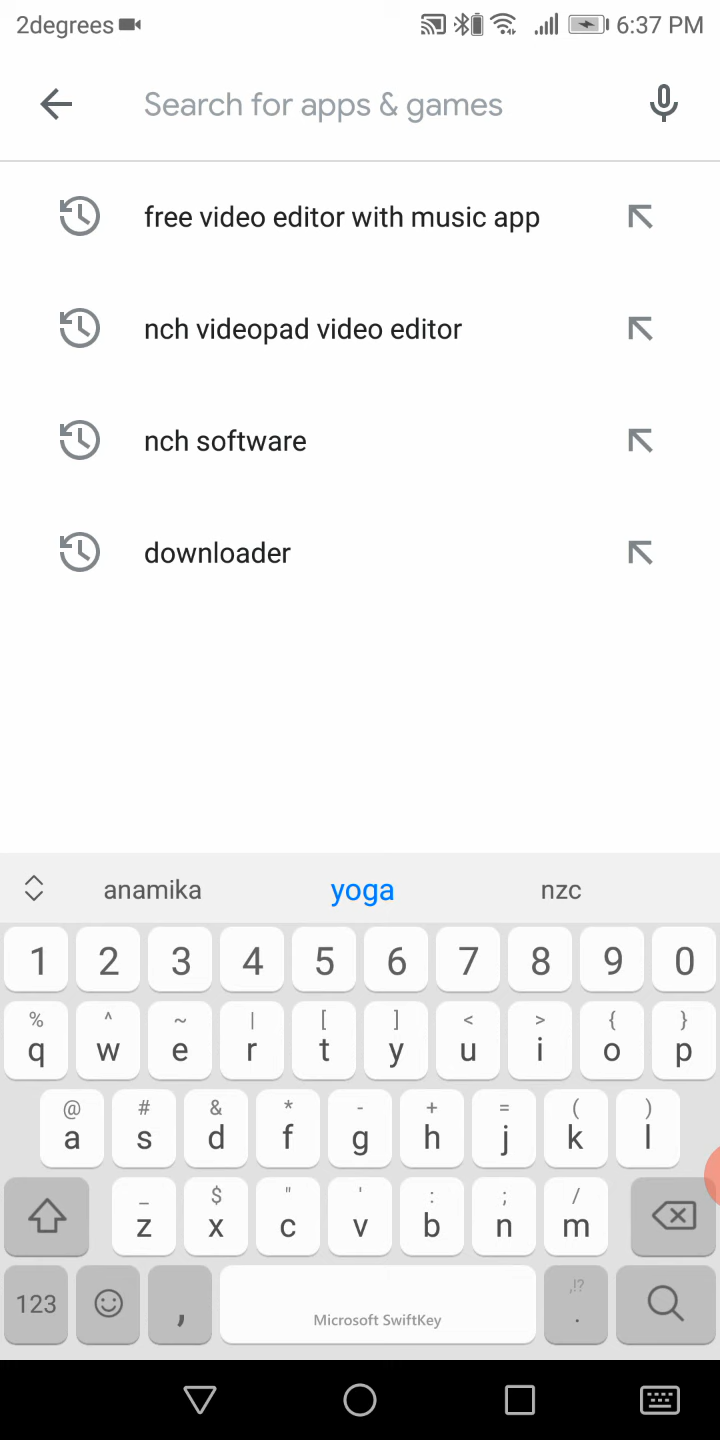 2degrees 6:37 PM
Search for apps & games
free video editor with music app
nch videopad video editor
nch software
downloader
anamika yoga nzc
1 2 3 4 5 6 7 8 9 0
% ^ ~ | [ ] < > { }
q w e r t y u i o p
@ # & * - + = ( )
a s d f g h j k l
_ $ " ' : ; /
z x c v b n m
123 , Microsoft SwiftKey ,!? .